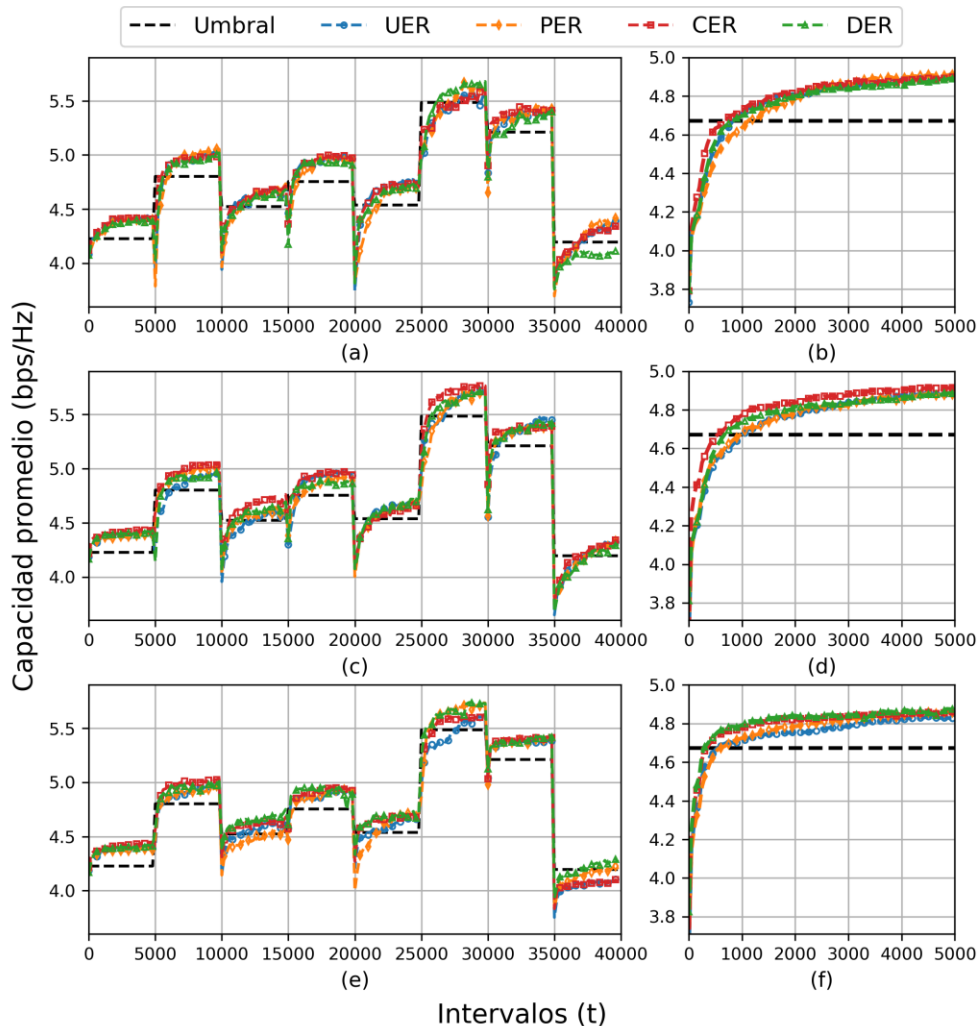 Umbral UER PER CER DER
Capacidad promedio (bps/Hz)
5.5
5.0
4.5
4.0
0 5000 10000 15000 20000 25000 30000 35000 40000
(a)
5.0
4.8
4.6
4.4
4.2
4.0
3.8
0 1000 2000 3000 4000 5000
(b)
5.5
5.0
4.5
4.0
0 5000 10000 15000 20000 25000 30000 35000 40000
(c)
5.0
4.8
4.6
4.4
4.2
4.0
3.8
0 1000 2000 3000 4000 5000
(d)
5.5
5.0
4.5
4.0
0 5000 10000 15000 20000 25000 30000 35000 40000
(e)
5.0
4.8
4.6
4.4
4.2
4.0
3.8
0 1000 2000 3000 4000 5000
(f)
Intervalos (t)